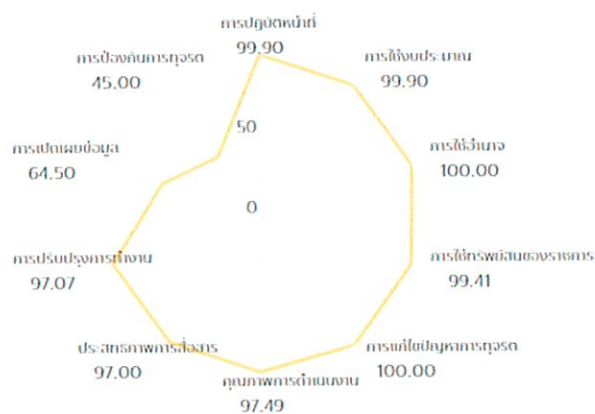 การปฏิบัติหน้าที่
99.90
การใช้งบประมาณ
99.90
การใช้อำนาจ
100.00
การใช้ทรัพย์สินของราชการ
99.41
การแก้ไขปัญหาการทุจริต
100.00
คุณภาพการดำเนินงาน
97.49
ประสิทธิภาพการสื่อสาร
97.00
การปรับปรุงการทำงาน
97.07
การเปิดเผยข้อมูล
64.50
การป้องกันการทุจริต
45.00
50
0